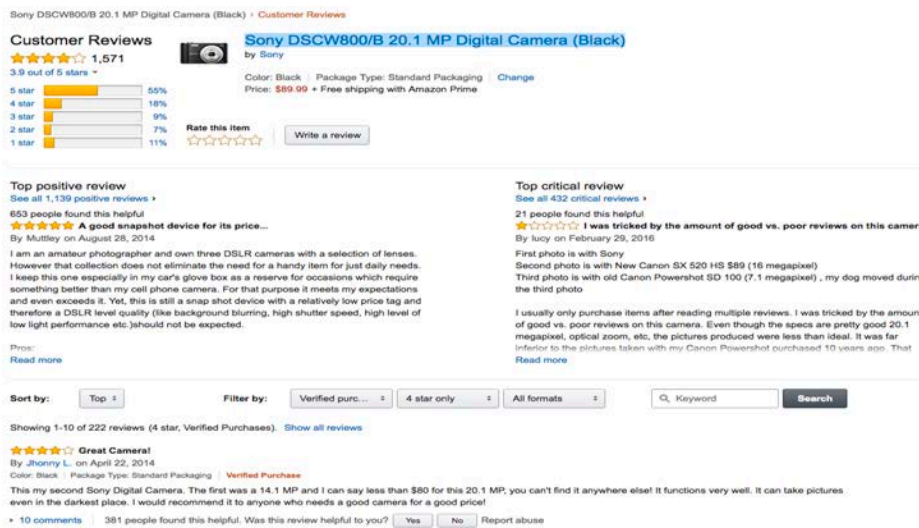 Sony DSCW800/B 20.1 MP Digital Camera (Black) › Customer Reviews
Customer Reviews
1,571
3.9 out of 5 stars
5 star 55%
4 star 18%
3 star 9%
2 star 7%
1 star 11%
Sony DSCW800/B 20.1 MP Digital Camera (Black)
by Sony
Color: Black | Package Type: Standard Packaging | Change
Price: $89.99 + Free shipping with Amazon Prime
Rate this item
Write a review
Top positive review
See all 1,139 positive reviews ›
653 people found this helpful
A good snapshot device for its price...
By Muttley on August 28, 2014
I am an amateur photographer and own three DSLR cameras with a selection of lenses.
However that collection does not eliminate the need for a handy item for just daily needs.
I keep this one especially in my car's glove box as a reserve for occasions which require
something better than my cell phone camera. For that purpose it meets my expectations
and even exceeds it. Yet, this is still a snap shot device with a relatively low price tag and
therefore a DSLR level quality (like background blurring, high shutter speed, high level of
low light performance etc.)should not be expected.
Pros:
Read more
Top critical review
See all 432 critical reviews ›
21 people found this helpful
I was tricked by the amount of good vs. poor reviews on this camer
By lucy on February 29, 2016
First photo is with Sony
Second photo is with New Canon SX 520 HS $89 (16 megapixel)
Third photo is with old Canon Powershot SD 100 (7.1 megapixel) , my dog moved durin
the third photo
I usually only purchase items after reading multiple reviews. I was tricked by the amoun
of good vs. poor reviews on this camera. Even though the specs are pretty good 20.1
megapixel, optical zoom, etc, the pictures produced were less than ideal. It was far
inferior to the pictures taken with my Canon Powershot purchased 10 years ago. That
Read more
Sort by: Top Filter by: Verified purc... 4 star only All formats Keyword Search
Showing 1-10 of 222 reviews (4 star, Verified Purchases). Show all reviews
Great Camera!
By Jhonny L. on April 22, 2014
Color: Black | Package Type: Standard Packaging | Verified Purchase
This my second Sony Digital Camera. The first was a 14.1 MP and I can say less than $80 for this 20.1 MP, you can't find it anywhere else! It functions very well. It can take pictures
even in the darkest place. I would recommend it to anyone who needs a good camera for a good price!
› 10 comments | 381 people found this helpful. Was this review helpful to you? Yes No Report abuse